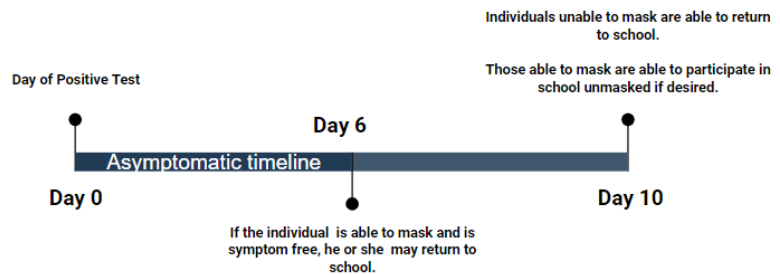 Individuals unable to mask are able to return
to school.
Those able to mask are able to participate in
school unmasked if desired.
Day of Positive Test
Day 6
Asymptomatic timeline
Day 0
Day 10
If the individual is able to mask and is
symptom free, he or she may return to
school.